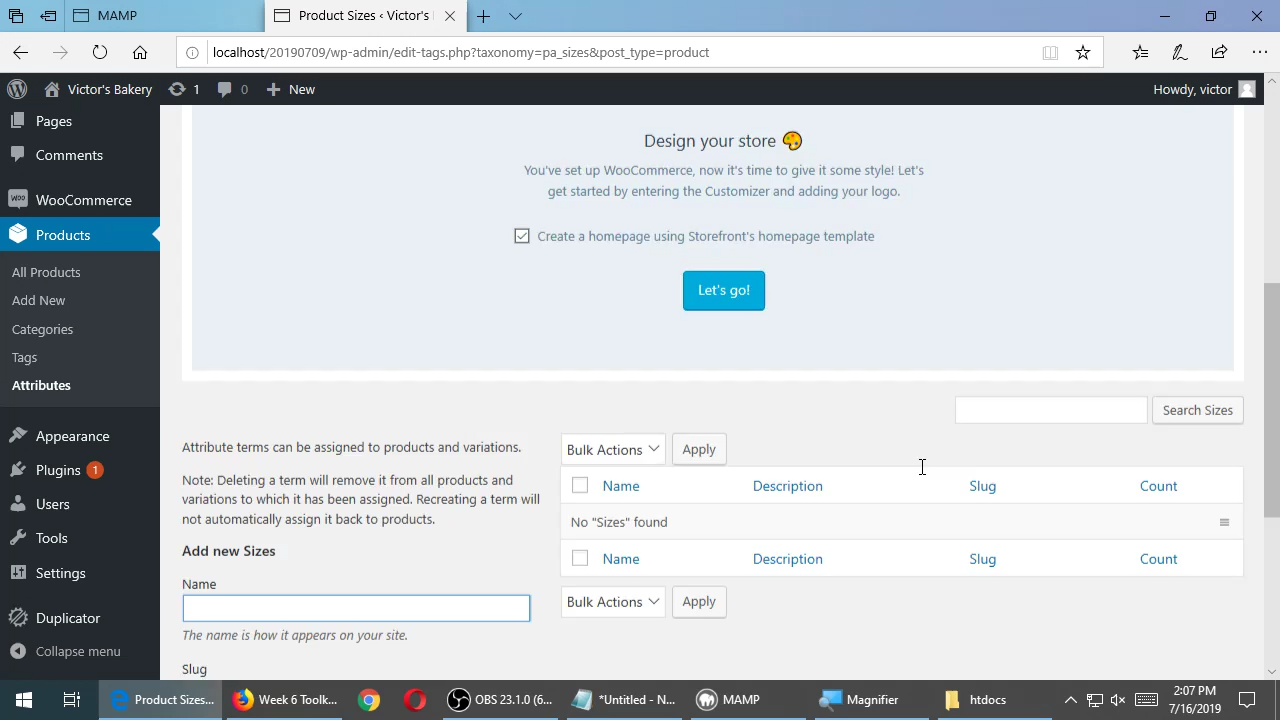 MAMP
Product Sizes ‹ Victor's
localhost/20190709/wp-admin/edit-tags.php?taxonomy=pa_sizes&post_type=product
Victor's Bakery
1
0
New
Howdy, victor
Pages
Comments
WooCommerce
Products
All Products
Add New
Categories
Tags
Attributes
Appearance
Plugins 1
Users
Tools
Settings
Duplicator
Collapse menu
Design your store
You've set up WooCommerce, now it's time to give it some style! Let's
get started by entering the Customizer and adding your logo.
Create a homepage using Storefront's homepage template
Let's go!
Search Sizes
Attribute terms can be assigned to products and variations.
Note: Deleting a term will remove it from all products and
variations to which it has been assigned. Recreating a term will
not automatically assign it back to products.
Add new Sizes
Name
The name is how it appears on your site.
Slug
Bulk Actions Apply
Name Description Slug Count
No "Sizes" found
Name Description Slug Count
Bulk Actions Apply
Product Sizes...
Week 6 Toolk...
OBS 23.1.0 (6...
*Untitled - N...
MAMP
Magnifier
htdocs
2:07 PM
7/16/2019